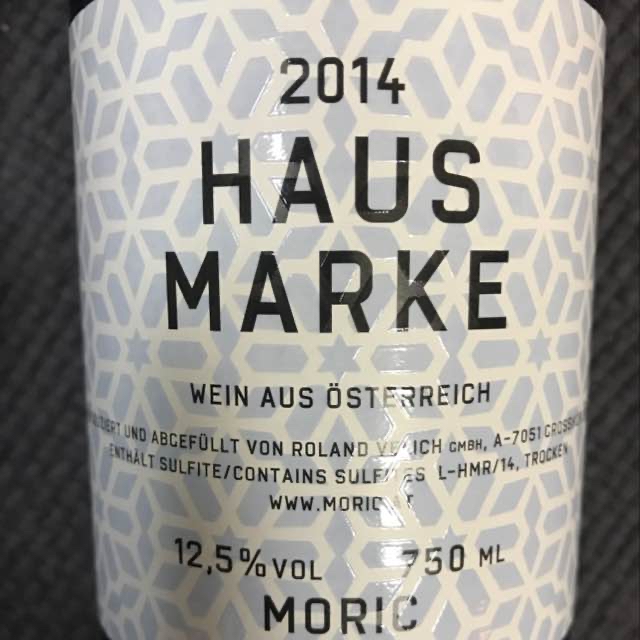 2014
HAUS
MARKE
WEIN AUS ÖSTERREICH
UND ABGEFÜLLT VON ROLAND GMBH, A-7051
ENTHÄLT SULFITE/CONTAINS L-HMR/14, TROCKEN
12,5%VOL 750 ML
MORIC